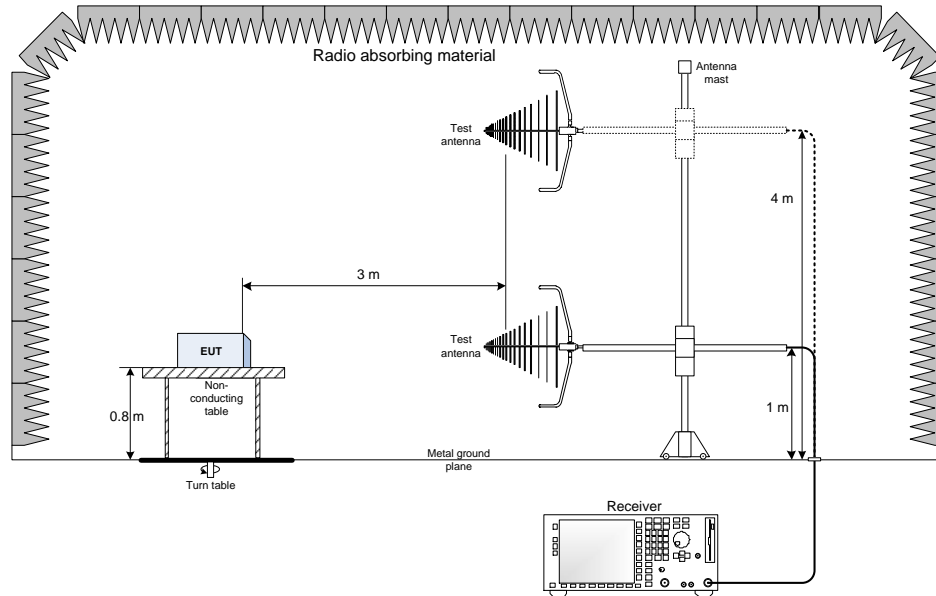 Radio absorbing material
Antenna
mast
Test
antenna
4 m
3 m
Test
antenna
EUT
Non-
conducting
table
0.8 m
1 m
Metal ground
plane
Turn table
Receiver